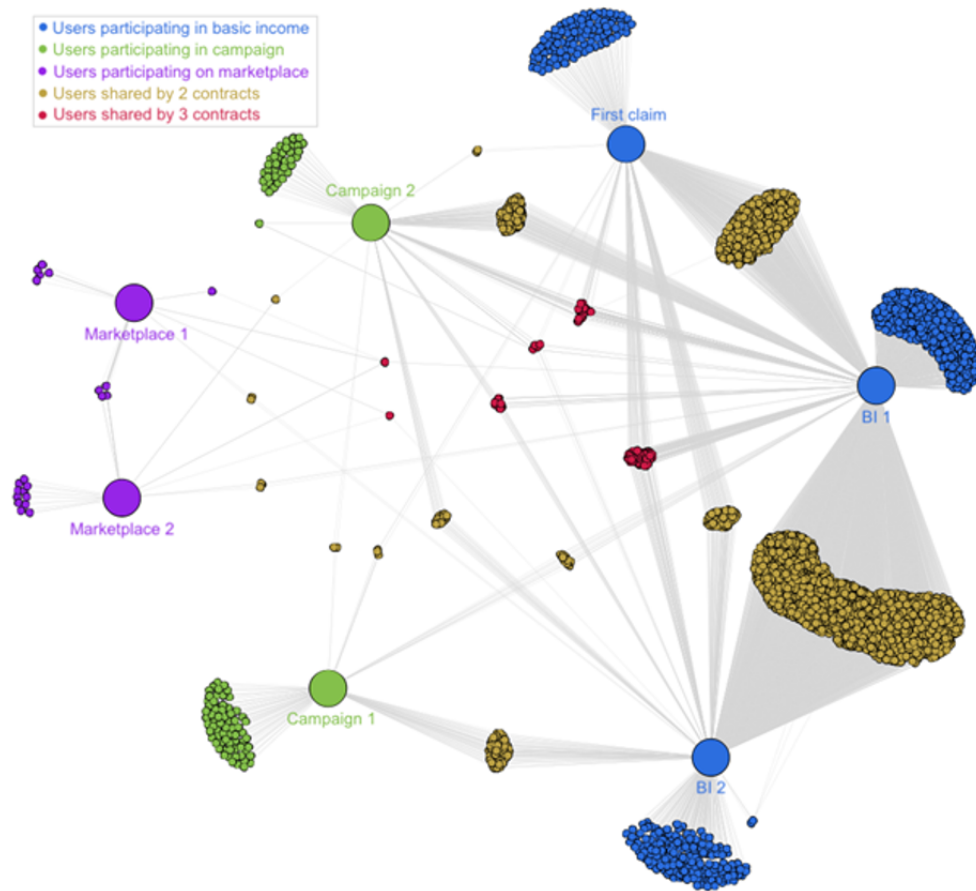 Users participating in basic income
Users participating in campaign
Users participating on marketplace
Users shared by 2 contracts
Users shared by 3 contracts
First claim
Campaign 2
Marketplace 1
BI 1
Marketplace 2
Campaign 1
BI 2